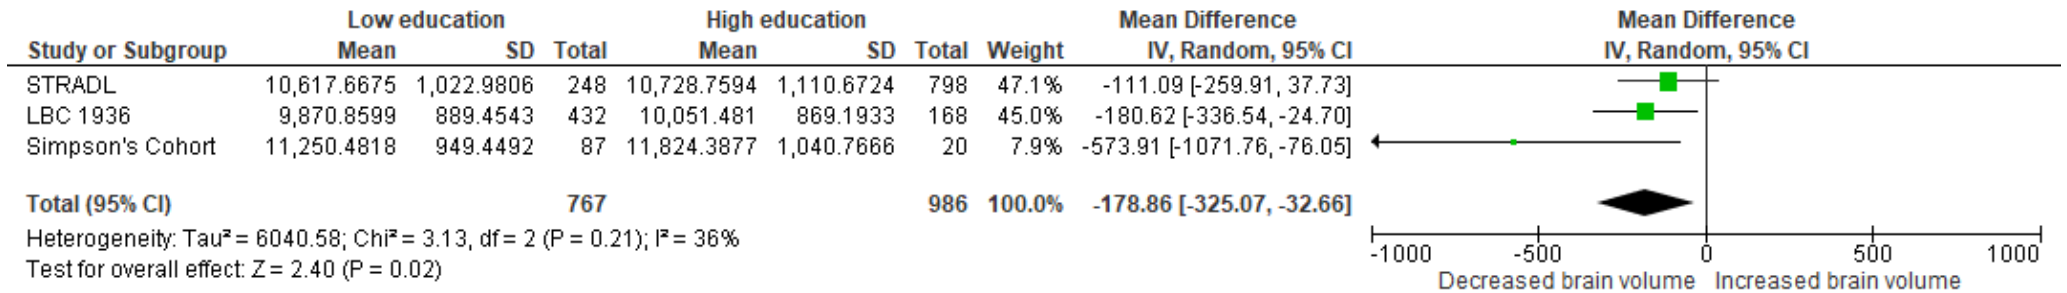 Low education High education Mean Difference Mean Difference
Study or Subgroup Mean SD Total Mean SD Total Weight IV, Random, 95% CI IV, Random, 95% CI
STRADL 10,617.6675 1,022.9806 248 10,728.7594 1,110.6724 798 47.1% -111.09 [-259.91, 37.73]
LBC 1936 9,870.8599 889.4543 432 10,051.481 869.1933 168 45.0% -180.62 [-336.54, -24.70]
Simpson's Cohort 11,250.4818 949.4492 87 11,824.3877 1,040.7666 20 7.9% -573.91 [-1071.76, -76.05]
Total (95% CI) 767 986 100.0% -178.86 [-325.07, -32.66]
Heterogeneity: Tau² = 6040.58; Chi² = 3.13, df = 2 (P = 0.21); I² = 36%
Test for overall effect: Z = 2.40 (P = 0.02)
-1000 -500 0 500 1000
Decreased brain volume Increased brain volume